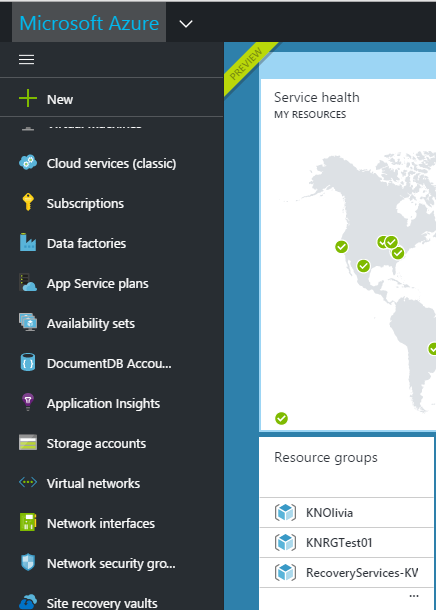 Microsoft Azure
PREVIEW
New
Service health
MY RESOURCES
Cloud services (classic)
Subscriptions
Data factories
App Service plans
Availability sets
DocumentDB Accou...
Application Insights
Storage accounts
Virtual networks
Network interfaces
Network security gro...
Site recovery vaults
Resource groups
KNOlivia
KNRGTest01
RecoveryServices-KV
...